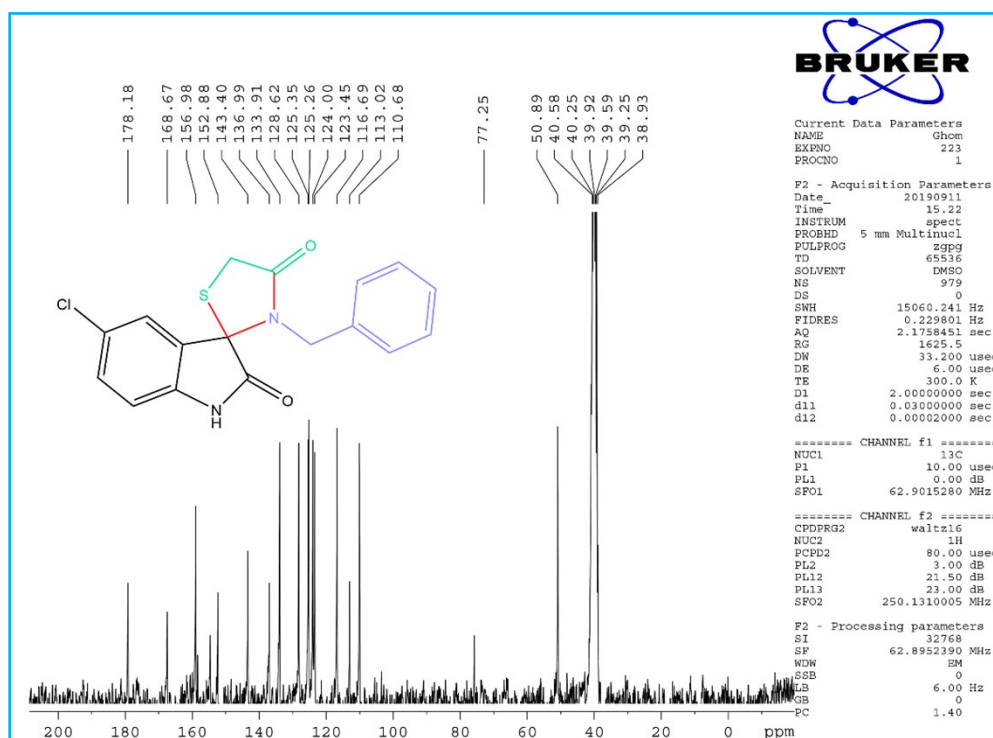 BRUKER
178.18
168.67
156.98
152.88
143.40
136.99
133.91
128.62
125.35
125.26
124.00
123.45
116.69
113.02
110.68
77.25
50.89
40.58
40.25
39.92
39.59
39.25
38.93
Current Data Parameters
NAME Ghom
EXPNO 223
PROCNO 1
F2 - Acquisition Parameters
Date_ 20190911
Time 15.22
INSTRUM spect
PROBHD 5 mm Multinucl
PULPROG zgpg
TD 65536
SOLVENT DMSO
NS 979
DS 0
SWH 15060.241 Hz
FIDRES 0.229801 Hz
AQ 2.1758451 sec
RG 1625.5
DW 33.200 usec
DE 6.00 usec
TE 300.0 K
D1 2.00000000 sec
d11 0.03000000 sec
d12 0.00002000 sec
======== CHANNEL f1 ========
NUC1 13C
P1 10.00 usec
PL1 0.00 dB
SFO1 62.9015280 MHz
======== CHANNEL f2 ========
CPDPRG2 waltz16
NUC2 1H
PCPD2 80.00 usec
PL2 3.00 dB
PL12 21.50 dB
PL13 23.00 dB
SFO2 250.1310005 MHz
F2 - Processing parameters
SI 32768
SF 62.8952390 MHz
WDW EM
SSB 0
LB 6.00 Hz
GB 0
PC 1.40
O
S
N
Cl
O
N
H
200 180 160 140 120 100 80 60 40 20 0 ppm